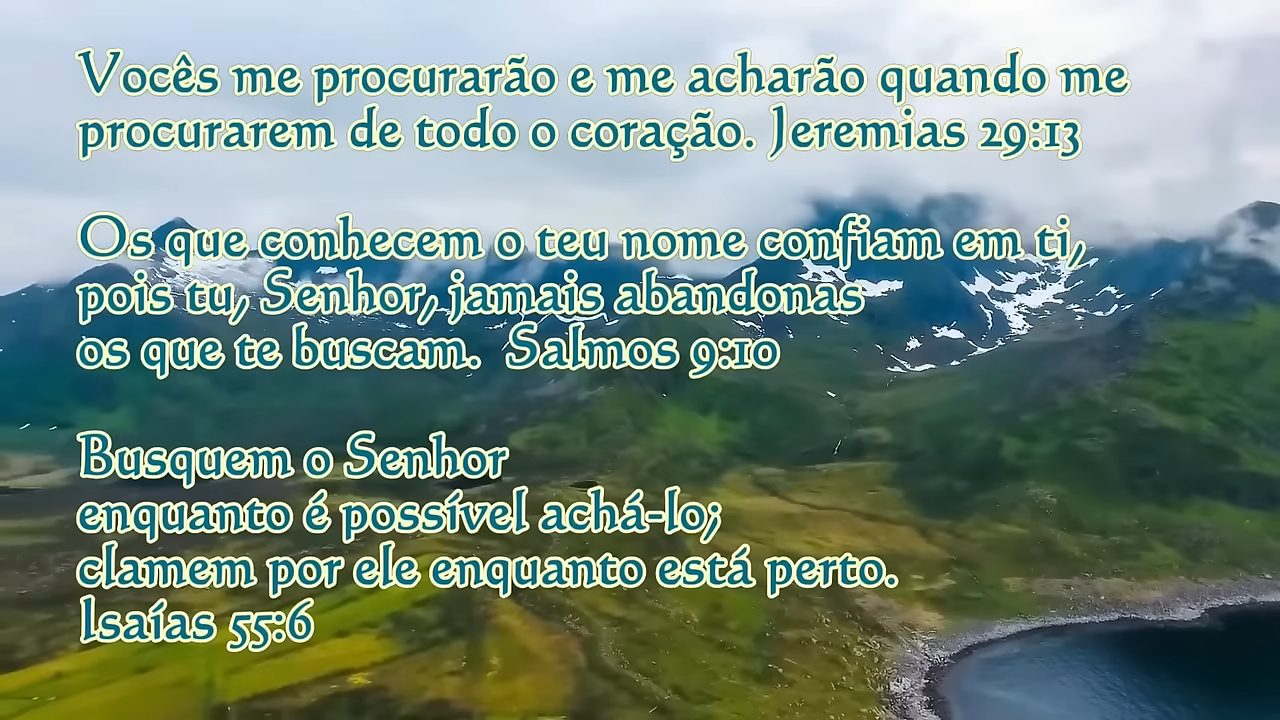 Vocês me procurarão e me acharão quando me
procurarem de todo o coração. Jeremias 29:13
Os que conhecem o teu nome confiam em ti,
pois tu, Senhor, jamais abandonas
os que te buscam. Salmos 9:10
Busquem o Senhor
enquanto é possível achá-lo;
clamem por ele enquanto está perto.
Isaías 55:6